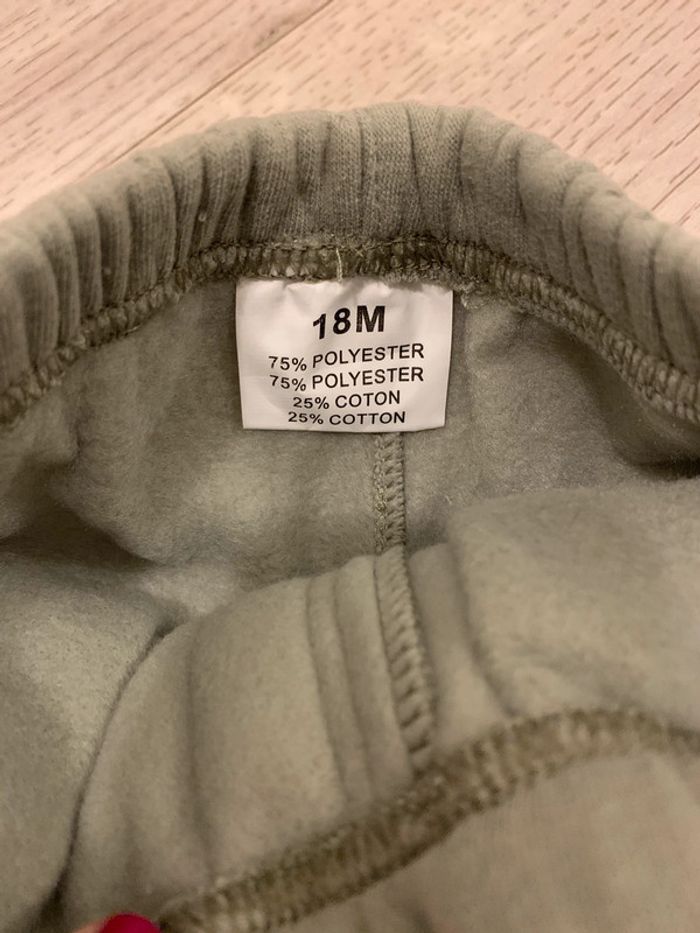 18M
75% POLYESTER
75% POLYESTER
25% COTON
25% COTTON